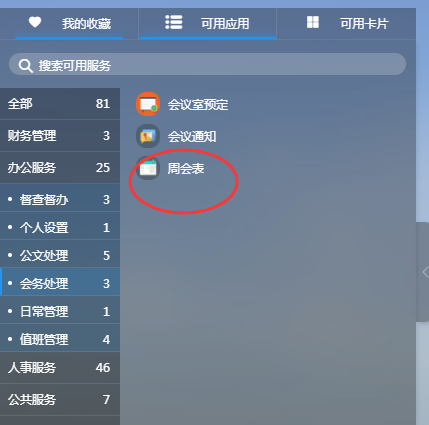 我的收藏 可用应用 可用卡片
搜索可用服务
全部 81
财务管理 3
办公服务 25
• 督查督办 3
• 个人设置 1
• 公文处理 5
• 会务处理 3
• 日常管理 1
• 值班管理 4
人事服务 46
公共服务 7
会议室预定
会议通知
周会表